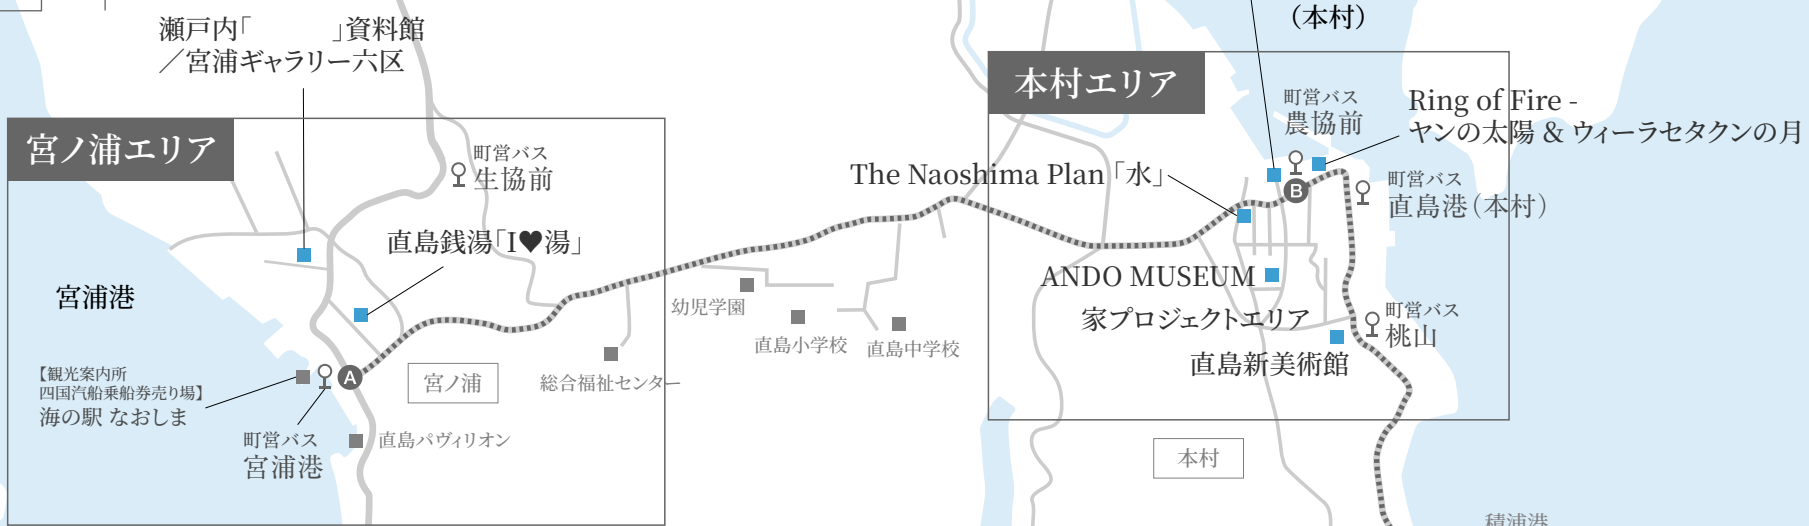 瀬戸内「　　　」資料館
／宮浦ギャラリー六区
（本村）
宮ノ浦エリア
本村エリア
町営バス
生協前
町営バス
農協前
Ring of Fire -
ヤンの太陽 & ウィーラセタクンの月
The Naoshima Plan「水」
B
町営バス
直島港（本村）
直島銭湯「I♥湯」
宮浦港
ANDO MUSEUM
家プロジェクトエリア
直島新美術館
町営バス
桃山
幼児学園
直島小学校
直島中学校
総合福祉センター
宮ノ浦
A
【観光案内所
四国汽船乗船券売り場】
海の駅 なおしま
町営バス
宮浦港
直島パヴィリオン
本村
積浦港